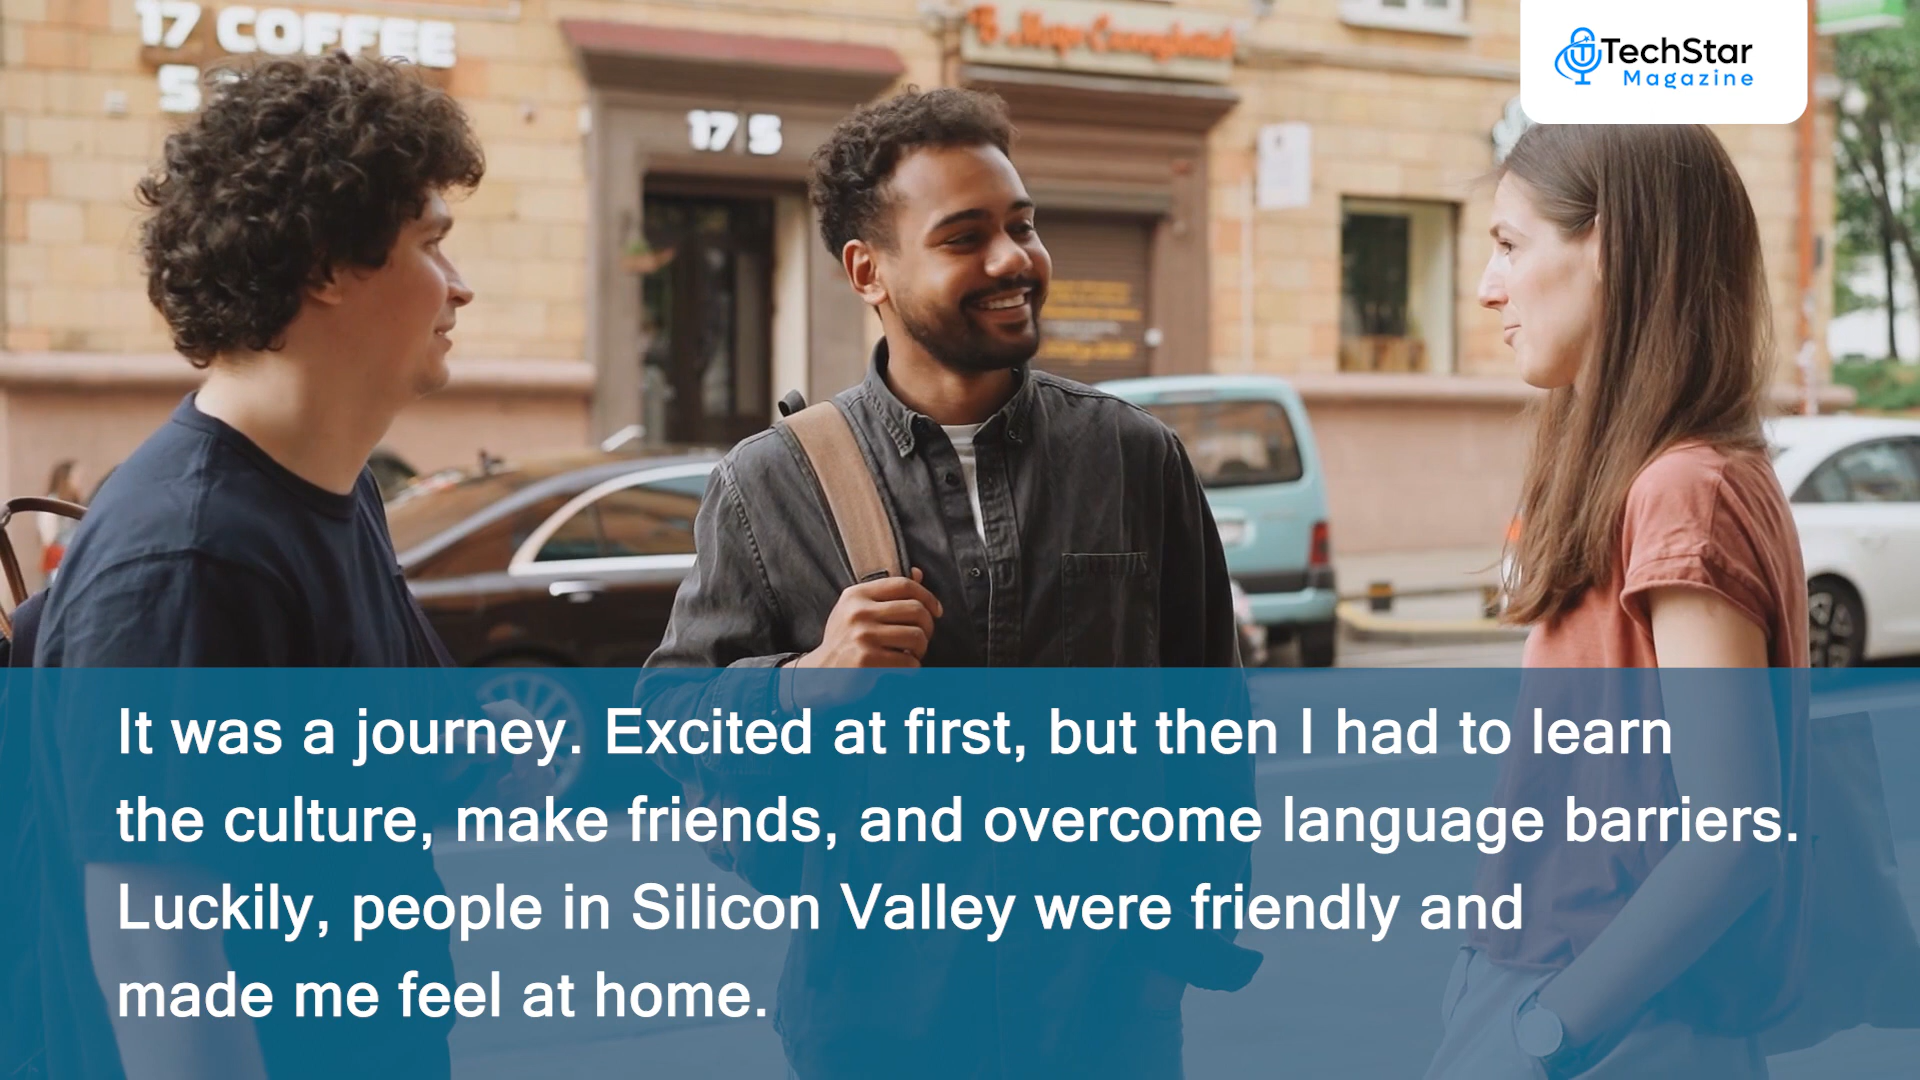 17 COFFEE
17 S
TechStar
Magazine
It was a journey. Excited at first, but then I had to learn
the culture, make friends, and overcome language barriers.
Luckily, people in Silicon Valley were friendly and
made me feel at home.